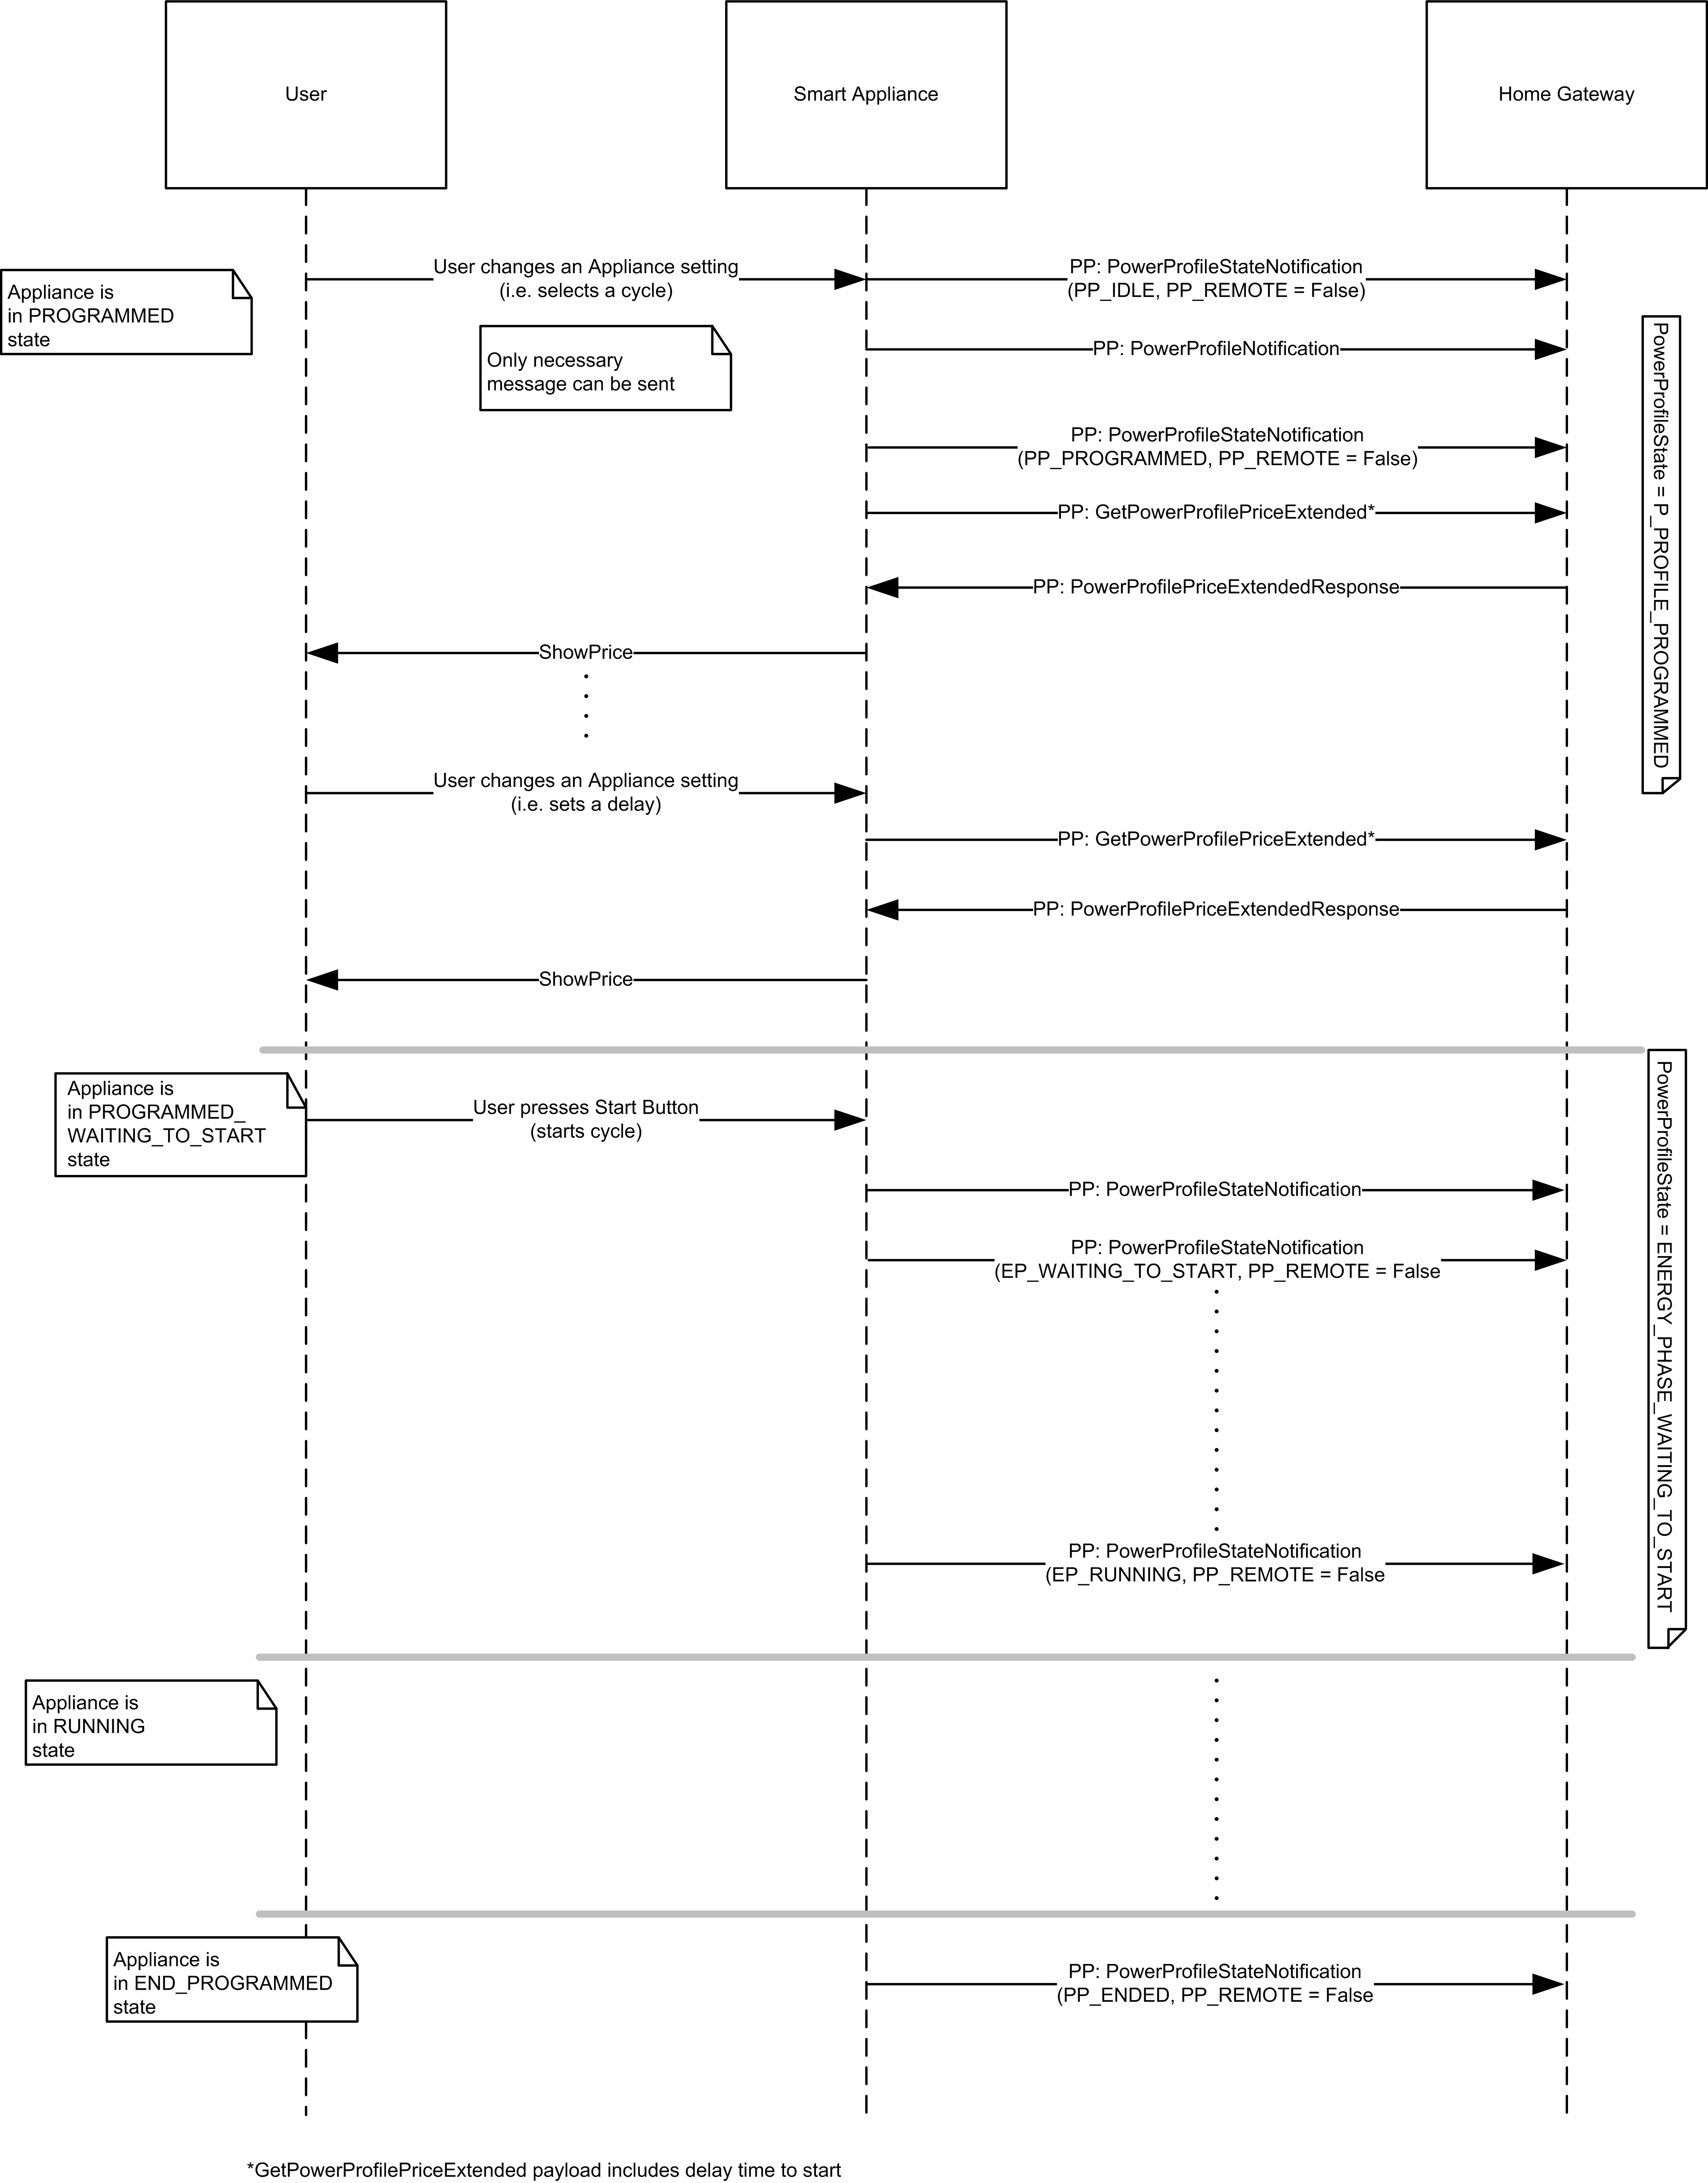 User
Smart Appliance
Home Gateway
Appliance is
in PROGRAMMED
state
User changes an Appliance setting
(i.e. selects a cycle)
PP: PowerProfileStateNotification
(PP_IDLE, PP_REMOTE = False)
Only necessary
message can be sent
PP: PowerProfileNotification
PP: PowerProfileStateNotification
(PP_PROGRAMMED, PP_REMOTE = False)
PP: GetPowerProfilePriceExtended*
PP: PowerProfilePriceExtendedResponse
ShowPrice
PowerProfileState = P_PROFILE_PROGRAMMED
User changes an Appliance setting
(i.e. sets a delay)
PP: GetPowerProfilePriceExtended*
PP: PowerProfilePriceExtendedResponse
ShowPrice
Appliance is
in PROGRAMMED_
WAITING_TO_START
state
User presses Start Button
(starts cycle)
PP: PowerProfileStateNotification
PP: PowerProfileStateNotification
(EP_WAITING_TO_START, PP_REMOTE = False
PowerProfileState = ENERGY_PHASE_WAITING_TO_START
PP: PowerProfileStateNotification
(EP_RUNNING, PP_REMOTE = False
Appliance is
in RUNNING
state
Appliance is
in END_PROGRAMMED
state
PP: PowerProfileStateNotification
(PP_ENDED, PP_REMOTE = False
*GetPowerProfilePriceExtended payload includes delay time to start